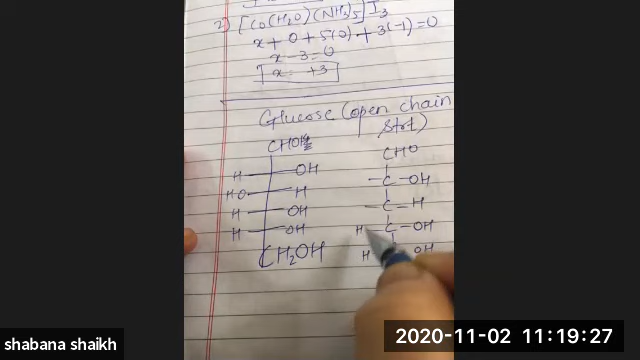 2) [Co(H₂O)(NH₃)₅]I₃
x + 0 + 5(0) + 3(-1) = 0
x - 3 = 0
x = +3
Glucose (open chain
Strt)
CHO
CHO
H OH
C-OH
HO H
C-H
H OH
H C-OH
H OH
H OH
CH₂OH
shabana shaikh
2020-11-02 11:19:27